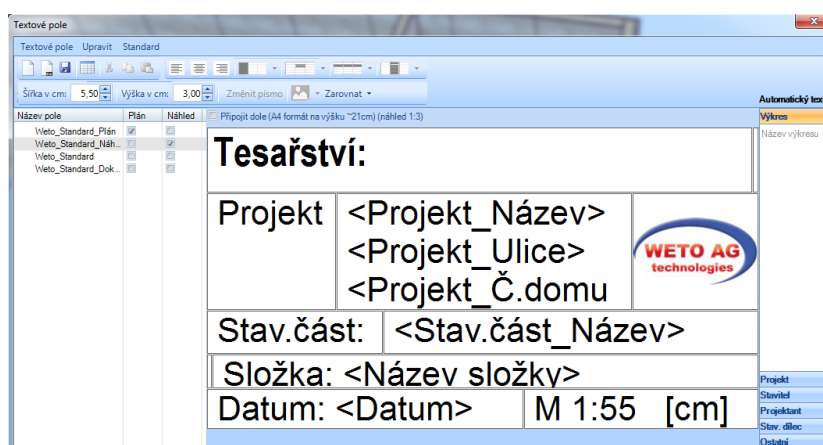 Textové pole
Textové pole Upravit Standard
Šířka v cm: 5,50 Výška v cm: 3,00 Změnit písmo Zarovnat
Automatický tex
Název pole Plán Náhled Připojit dole (A4 formát na výšku ~21cm) (náhled 1:3)
Výkres
Název výkresu
Weto_Standard_Plán
Weto_Standard_Náh...
Weto_Standard
Weto_Standard_Dok...
Tesařství:
Projekt <Projekt_Název>
<Projekt_Ulice>
<Projekt_Č.domu
WETO AG
technologies
Stav.část: <Stav.část_Název>
Složka: <Název složky>
Datum: <Datum> M 1:55 [cm]
Projekt
Stavitel
Projektant
Stav. dílec
Ostatní